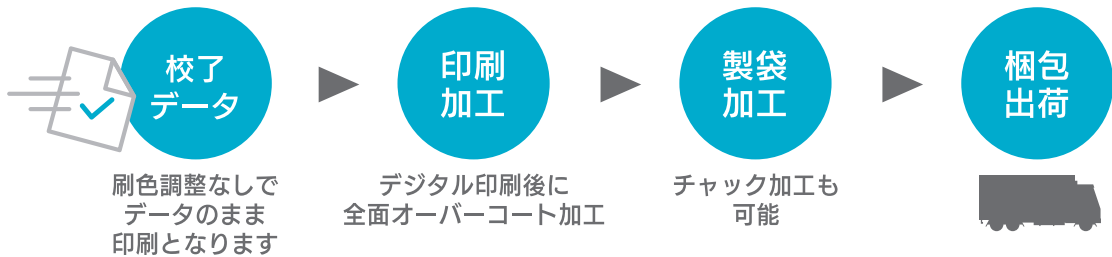 校了
データ
刷色調整なしで
データのまま
印刷となります
印刷
加工
デジタル印刷後に
全面オーバーコート加工
製袋
加工
チャック加工も
可能
梱包
出荷